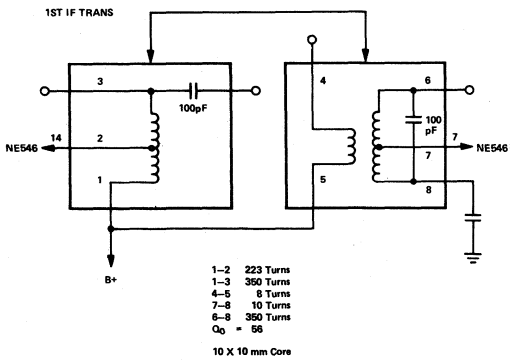 1ST IF TRANS
3
100pF
14
2
NE546
1
B+
4
5
6
100
pF
7
7
NE546
8
1–2 223 Turns
1–3 350 Turns
4–5 8 Turns
7–8 10 Turns
6–8 350 Turns
Q0 = 56
10 X 10 mm Core